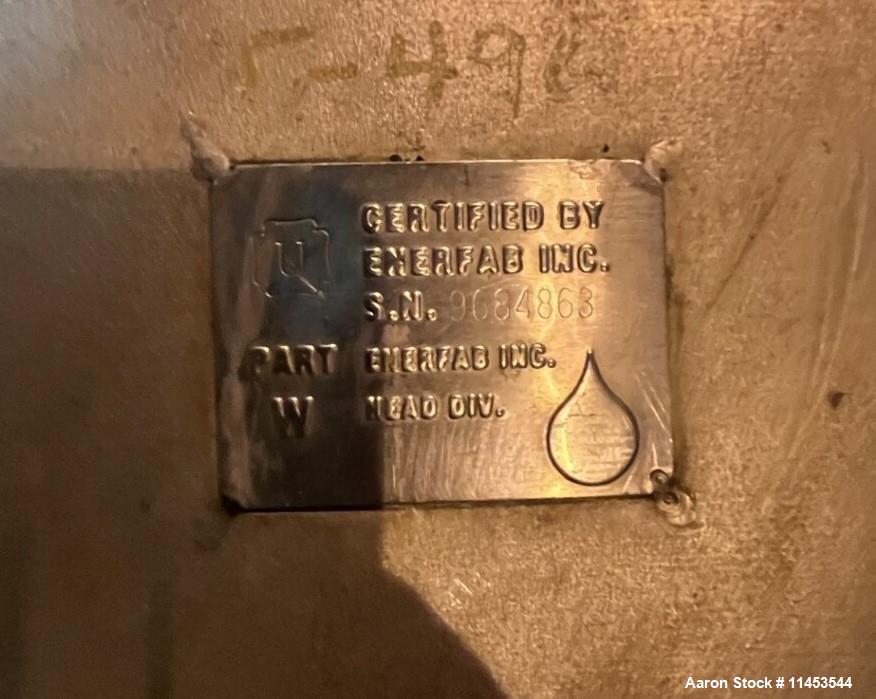 CERTIFIED BY
ENERFAB INC.
S.N. 9684863
U
PART ENERFAB INC.
W HEAD DIV.
Aaron Stock # 11453544